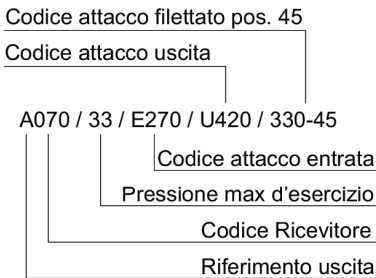 Codice attacco filettato pos. 45
Codice attacco uscita
A070 / 33 / E270 / U420 / 330-45
Codice attacco entrata
Pressione max d'esercizio
Codice Ricevitore
Riferimento uscita